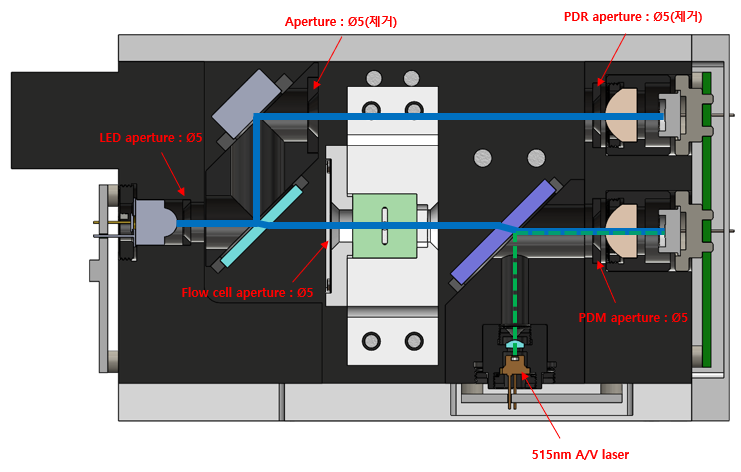 Aperture : Ø5(제거)
PDR aperture : Ø5(제거)
LED aperture : Ø5
Flow cell aperture : Ø5
PDM aperture : Ø5
515nm A/V laser